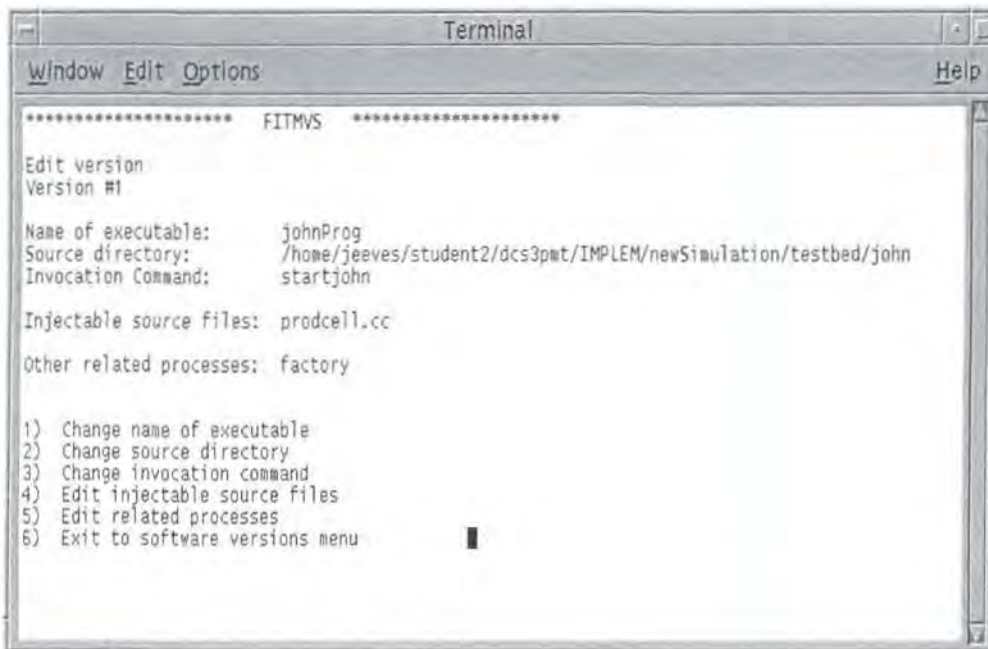 Terminal
Window Edit Options Help
********************* FITMVS *********************
Edit version
Version #1
Name of executable: johnProg
Source directory: /home/jeeves/student2/dcs3pmt/IMPLEM/newSimulation/testbed/john
Invocation Command: startjohn
Injectable source files: prodcell.cc
Other related processes: factory
1) Change name of executable
2) Change source directory
3) Change invocation command
4) Edit injectable source files
5) Edit related processes
6) Exit to software versions menu